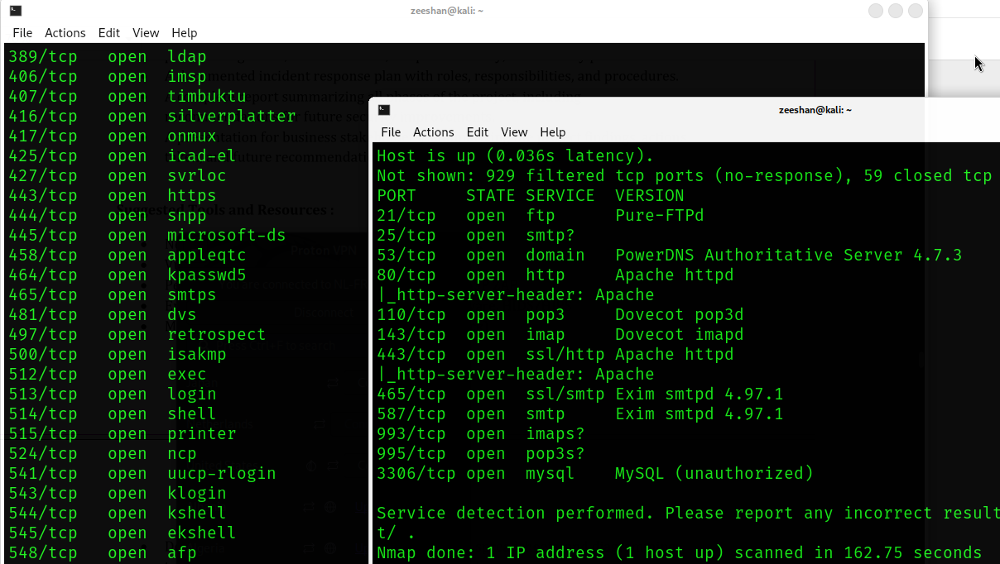 zeeshan@kali: ~
File Actions Edit View Help
389/tcp open ldap
406/tcp open imsp
407/tcp open timbuktu
416/tcp open silverplatter
417/tcp open onmux
425/tcp open icad-el
427/tcp open svrloc
443/tcp open https
444/tcp open snpp
445/tcp open microsoft-ds
458/tcp open appleqtc
464/tcp open kpasswd5
465/tcp open smtps
481/tcp open dvs
497/tcp open retrospect
500/tcp open isakmp
512/tcp open exec
513/tcp open login
514/tcp open shell
515/tcp open printer
524/tcp open ncp
541/tcp open uucp-rlogin
543/tcp open klogin
544/tcp open kshell
545/tcp open ekshell
548/tcp open afp
mented incident response plan with roles, responsibilities, and procedures.
Tools and Resources :
zeeshan@kali: ~
File Actions Edit View Help
Host is up (0.036s latency).
Not shown: 929 filtered tcp ports (no-response), 59 closed tcp
PORT STATE SERVICE VERSION
21/tcp open ftp Pure-FTPd
25/tcp open smtp?
53/tcp open domain PowerDNS Authoritative Server 4.7.3
80/tcp open http Apache httpd
|_http-server-header: Apache
110/tcp open pop3 Dovecot pop3d
143/tcp open imap Dovecot imapd
443/tcp open ssl/http Apache httpd
|_http-server-header: Apache
465/tcp open ssl/smtp Exim smtpd 4.97.1
587/tcp open smtp Exim smtpd 4.97.1
993/tcp open imaps?
995/tcp open pop3s?
3306/tcp open mysql MySQL (unauthorized)
Service detection performed. Please report any incorrect result
t/ .
Nmap done: 1 IP address (1 host up) scanned in 162.75 seconds